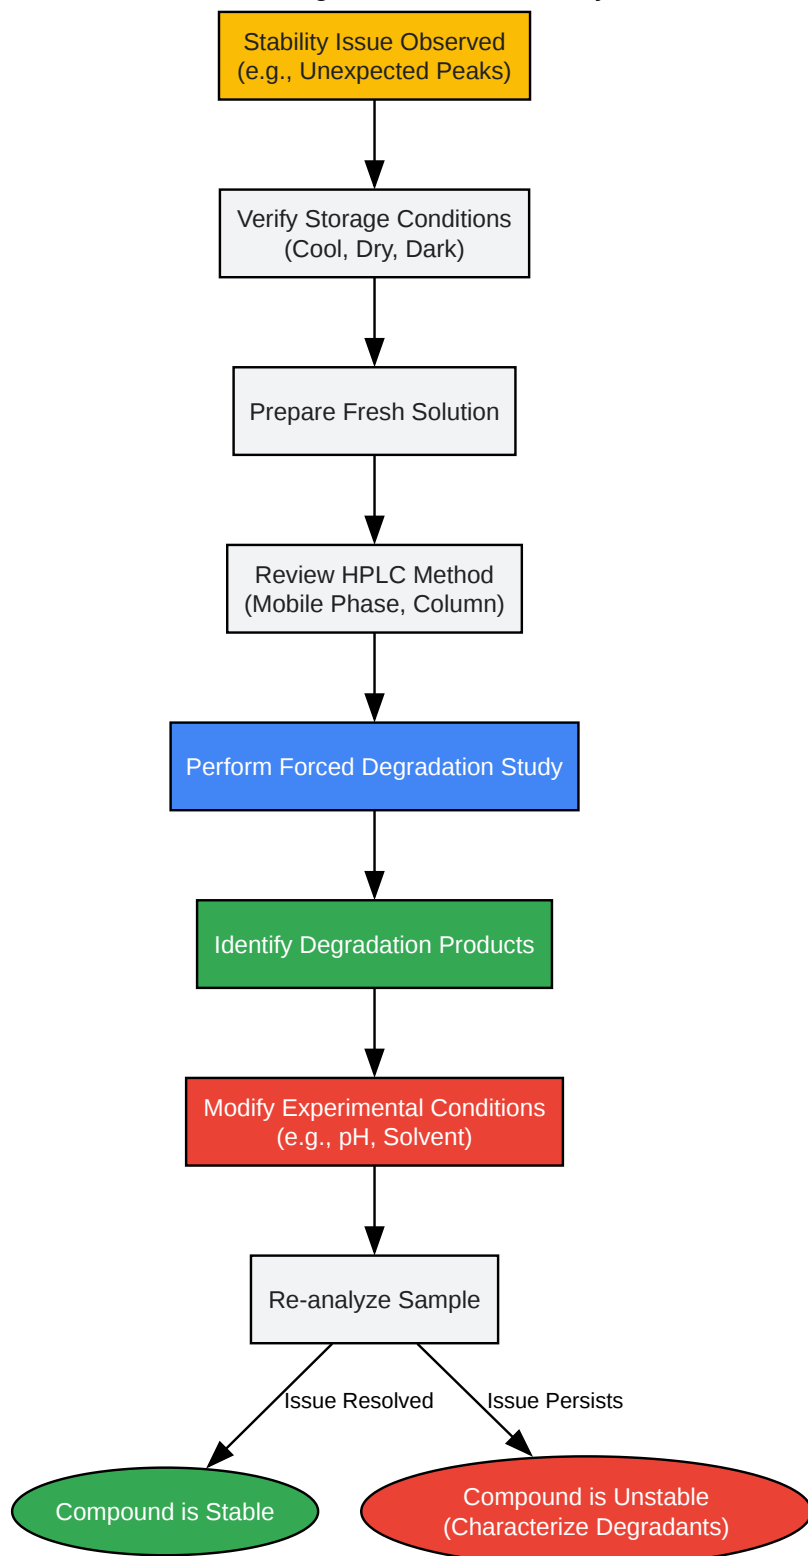 Stability Issue Observed
(e.g., Unexpected Peaks)
Verify Storage Conditions
(Cool, Dry, Dark)
Prepare Fresh Solution
Review HPLC Method
(Mobile Phase, Column)
Perform Forced Degradation Study
Identify Degradation Products
Modify Experimental Conditions
(e.g., pH, Solvent)
Re-analyze Sample
Issue Resolved
Issue Persists
Compound is Stable
Compound is Unstable
(Characterize Degradants)